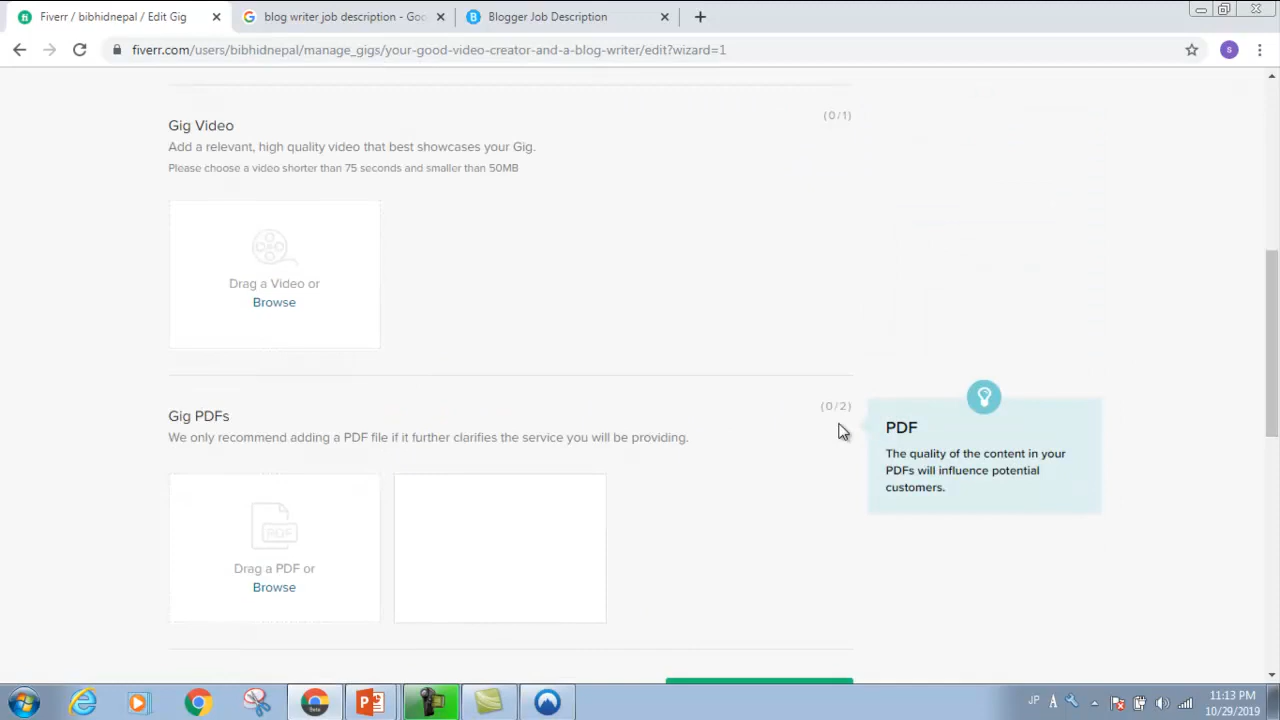 Fiverr / bibhidnepal / Edit Gig
blog writer job description - Goo
Blogger Job Description
fiverr.com/users/bibhidnepal/manage_gigs/your-good-video-creator-and-a-blog-writer/edit?wizard=1
S
(0/1)
Gig Video
Add a relevant, high quality video that best showcases your Gig.
Please choose a video shorter than 75 seconds and smaller than 50MB
Drag a Video or
Browse
(0/2)
Gig PDFs
We only recommend adding a PDF file if it further clarifies the service you will be providing.
PDF
The quality of the content in your
PDFs will influence potential
customers.
PDF
Drag a PDF or
Browse
JP
11:13 PM
10/29/2019